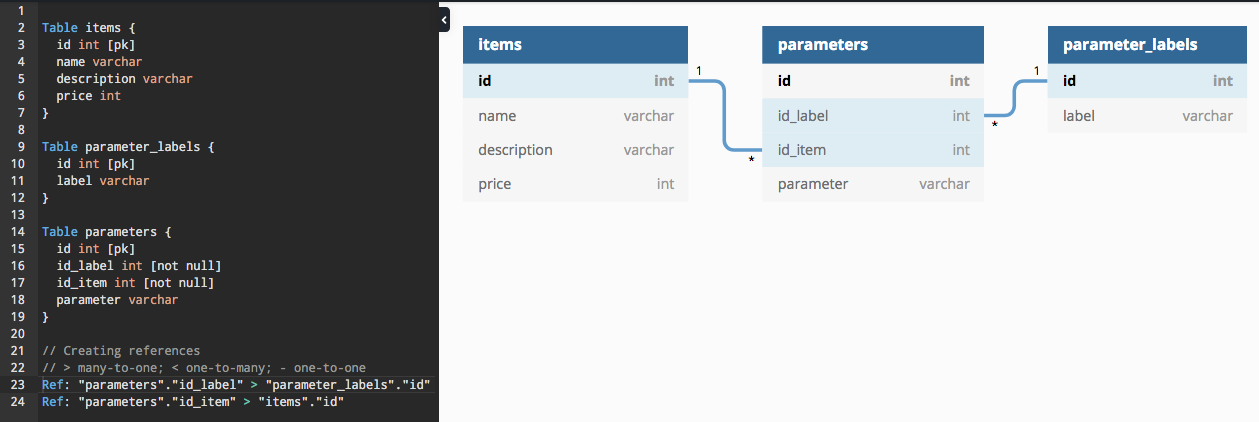 1
2 Table items {
3 id int [pk]
4 name varchar
5 description varchar
6 price int
7 }
8
9 Table parameter_labels {
10 id int [pk]
11 label varchar
12 }
13
14 Table parameters {
15 id int [pk]
16 id_label int [not null]
17 id_item int [not null]
18 parameter varchar
19 }
20
21 // Creating references
22 // > many-to-one; < one-to-many; - one-to-one
23 Ref: "parameters"."id_label" > "parameter_labels"."id"
24 Ref: "parameters"."id_item" > "items"."id"
<
items
id int
name varchar
description varchar
price int
1
*
parameters
id int
id_label int
id_item int
parameter varchar
1
*
parameter_labels
id int
label varchar